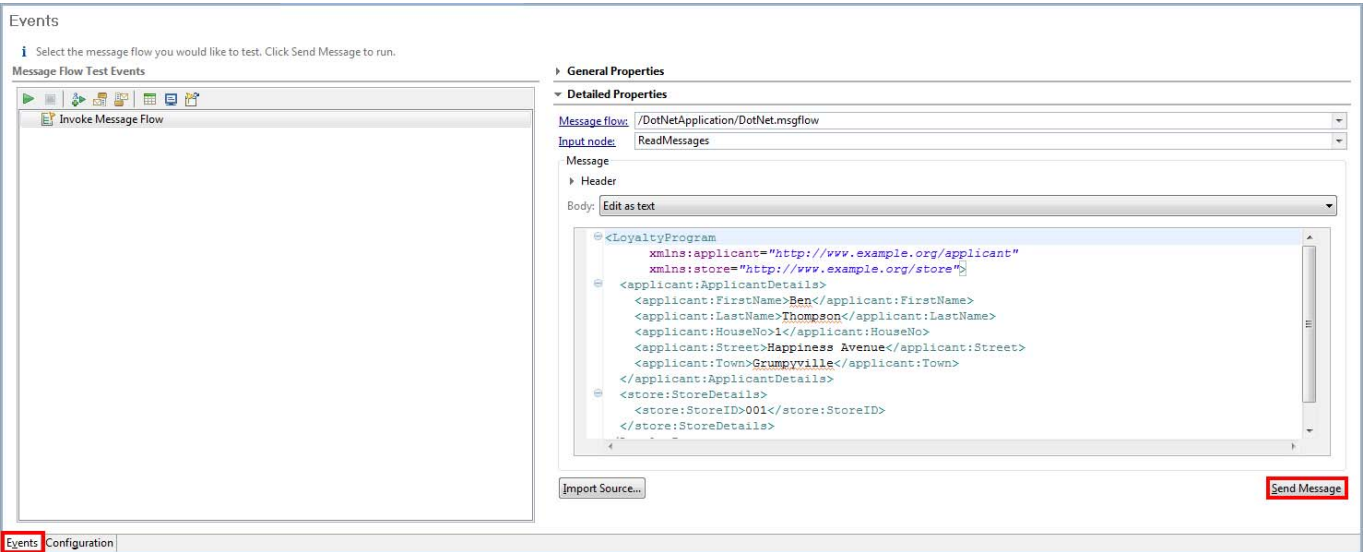 Events
i Select the message flow you would like to test. Click Send Message to run.
Message Flow Test Events
Invoke Message Flow
General Properties
Detailed Properties
Message flow: /DotNetApplication/DotNet.msgflow
Input node: ReadMessages
Message
Header
Body: Edit as text
<LoyaltyProgram
xmlns:applicant="http://www.example.org/applicant"
xmlns:store="http://www.example.org/store">
<applicant:ApplicantDetails>
<applicant:FirstName>Ben</applicant:FirstName>
<applicant:LastName>Thompson</applicant:LastName>
<applicant:HouseNo>1</applicant:HouseNo>
<applicant:Street>Happiness Avenue</applicant:Street>
<applicant:Town>Grumpyville</applicant:Town>
</applicant:ApplicantDetails>
<store:StoreDetails>
<store:StoreID>001</store:StoreID>
</store:StoreDetails>
Import Source...
Send Message
Events Configuration